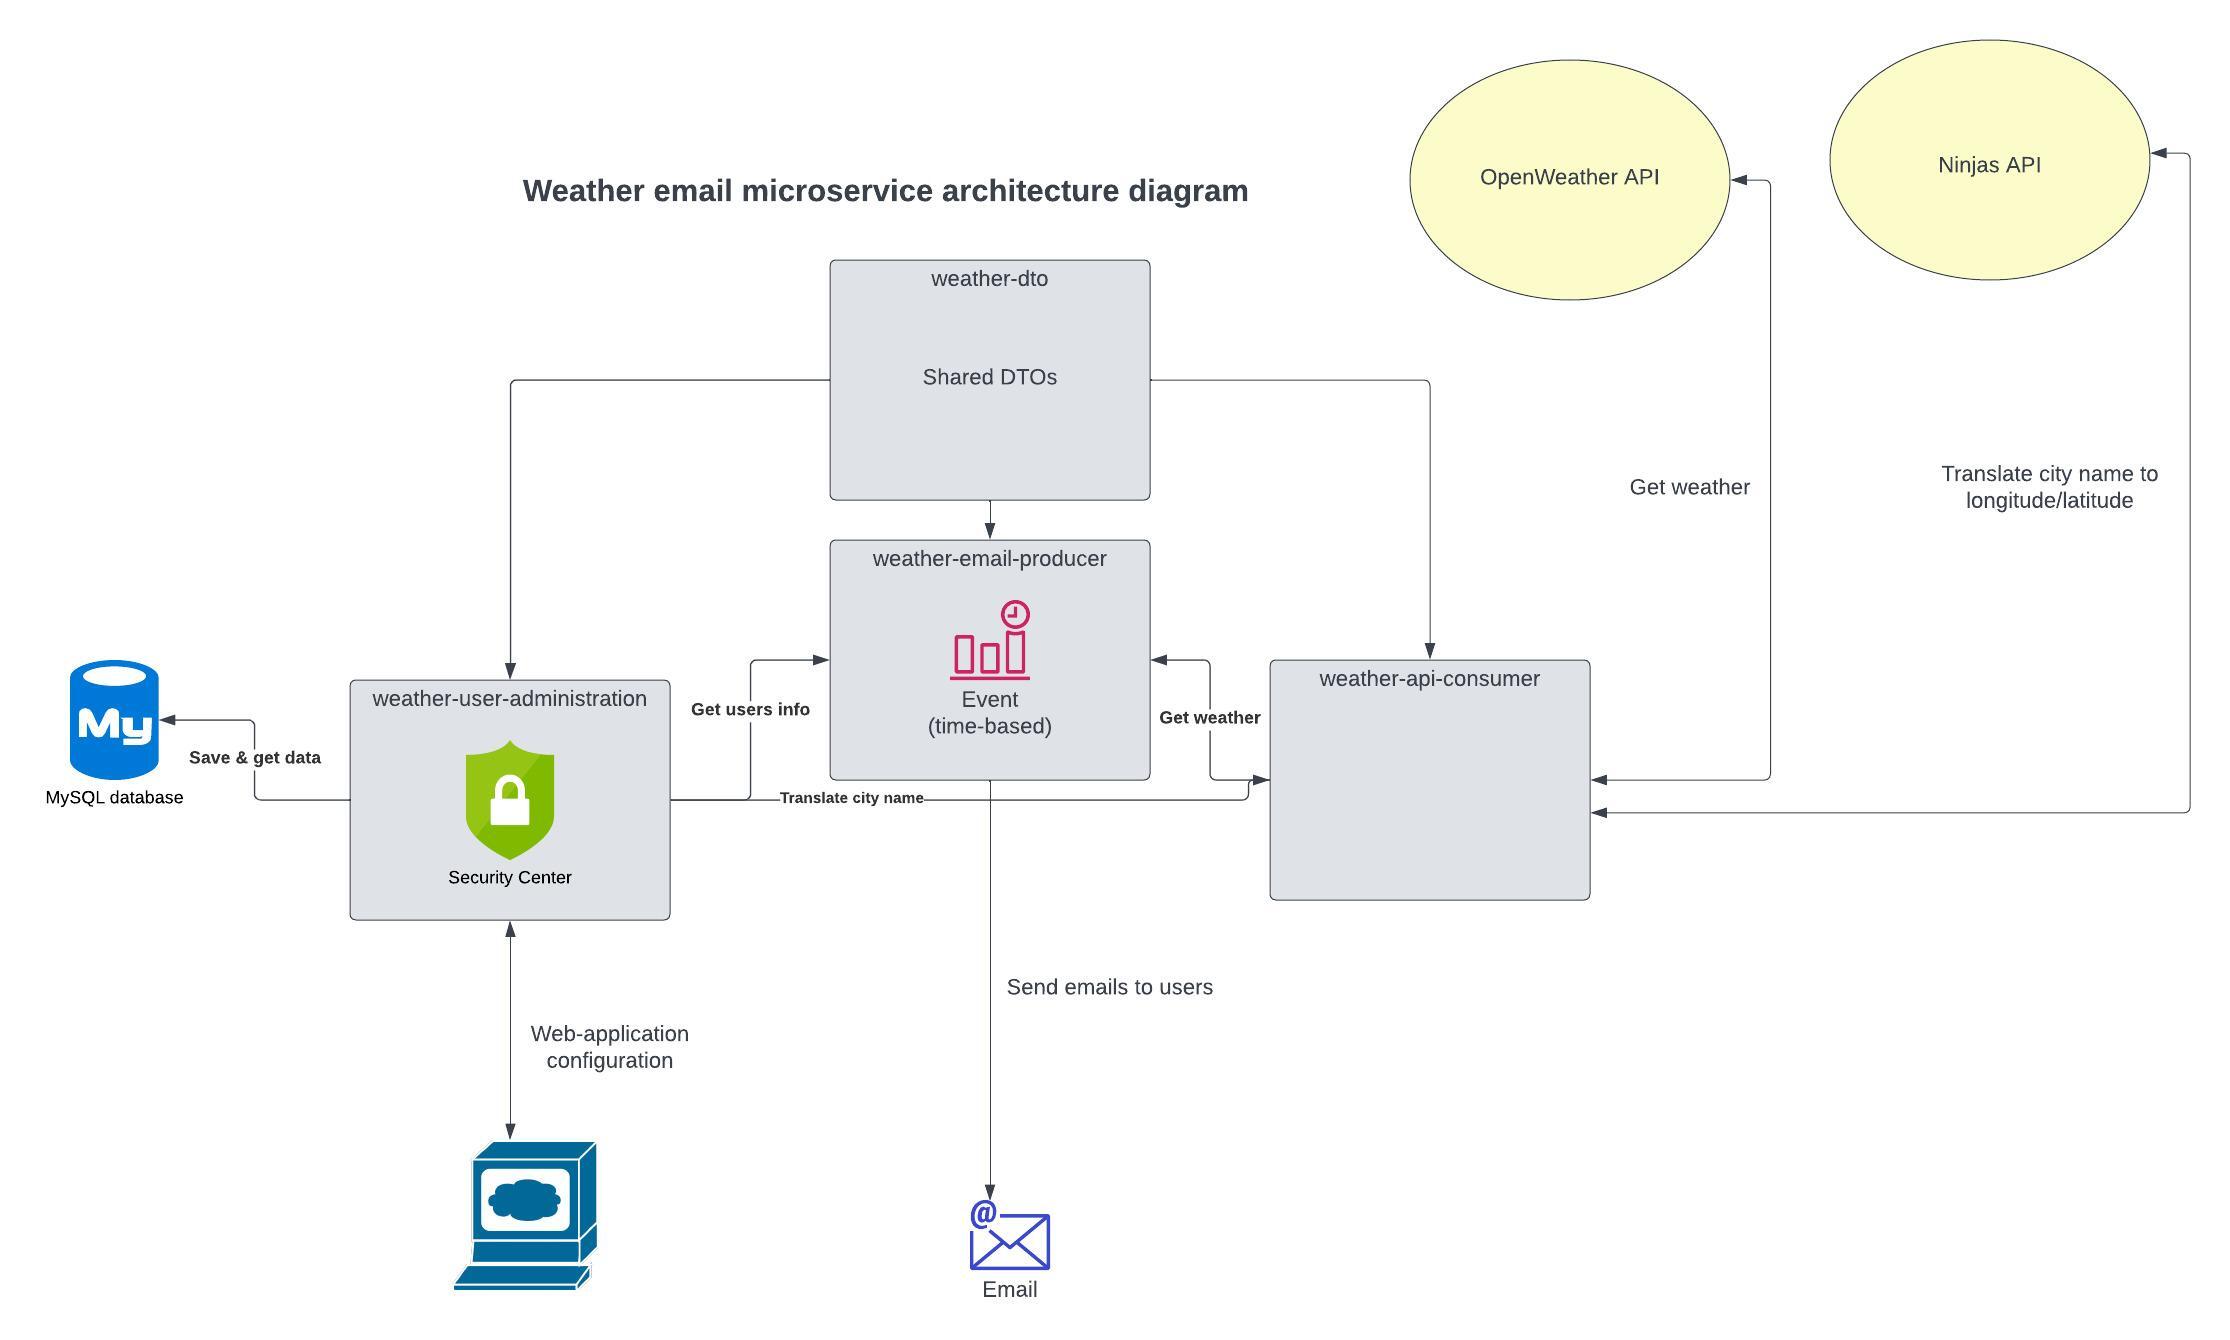 OpenWeather API
Ninjas API
Weather email microservice architecture diagram
weather-dto
Shared DTOs
Get weather
Translate city name to
longitude/latitude
weather-email-producer
Event
(time-based)
weather-user-administration
Security Center
weather-api-consumer
Get users info
Get weather
My
Save & get data
MySQL database
Translate city name
Send emails to users
Web-application
configuration
@
Email